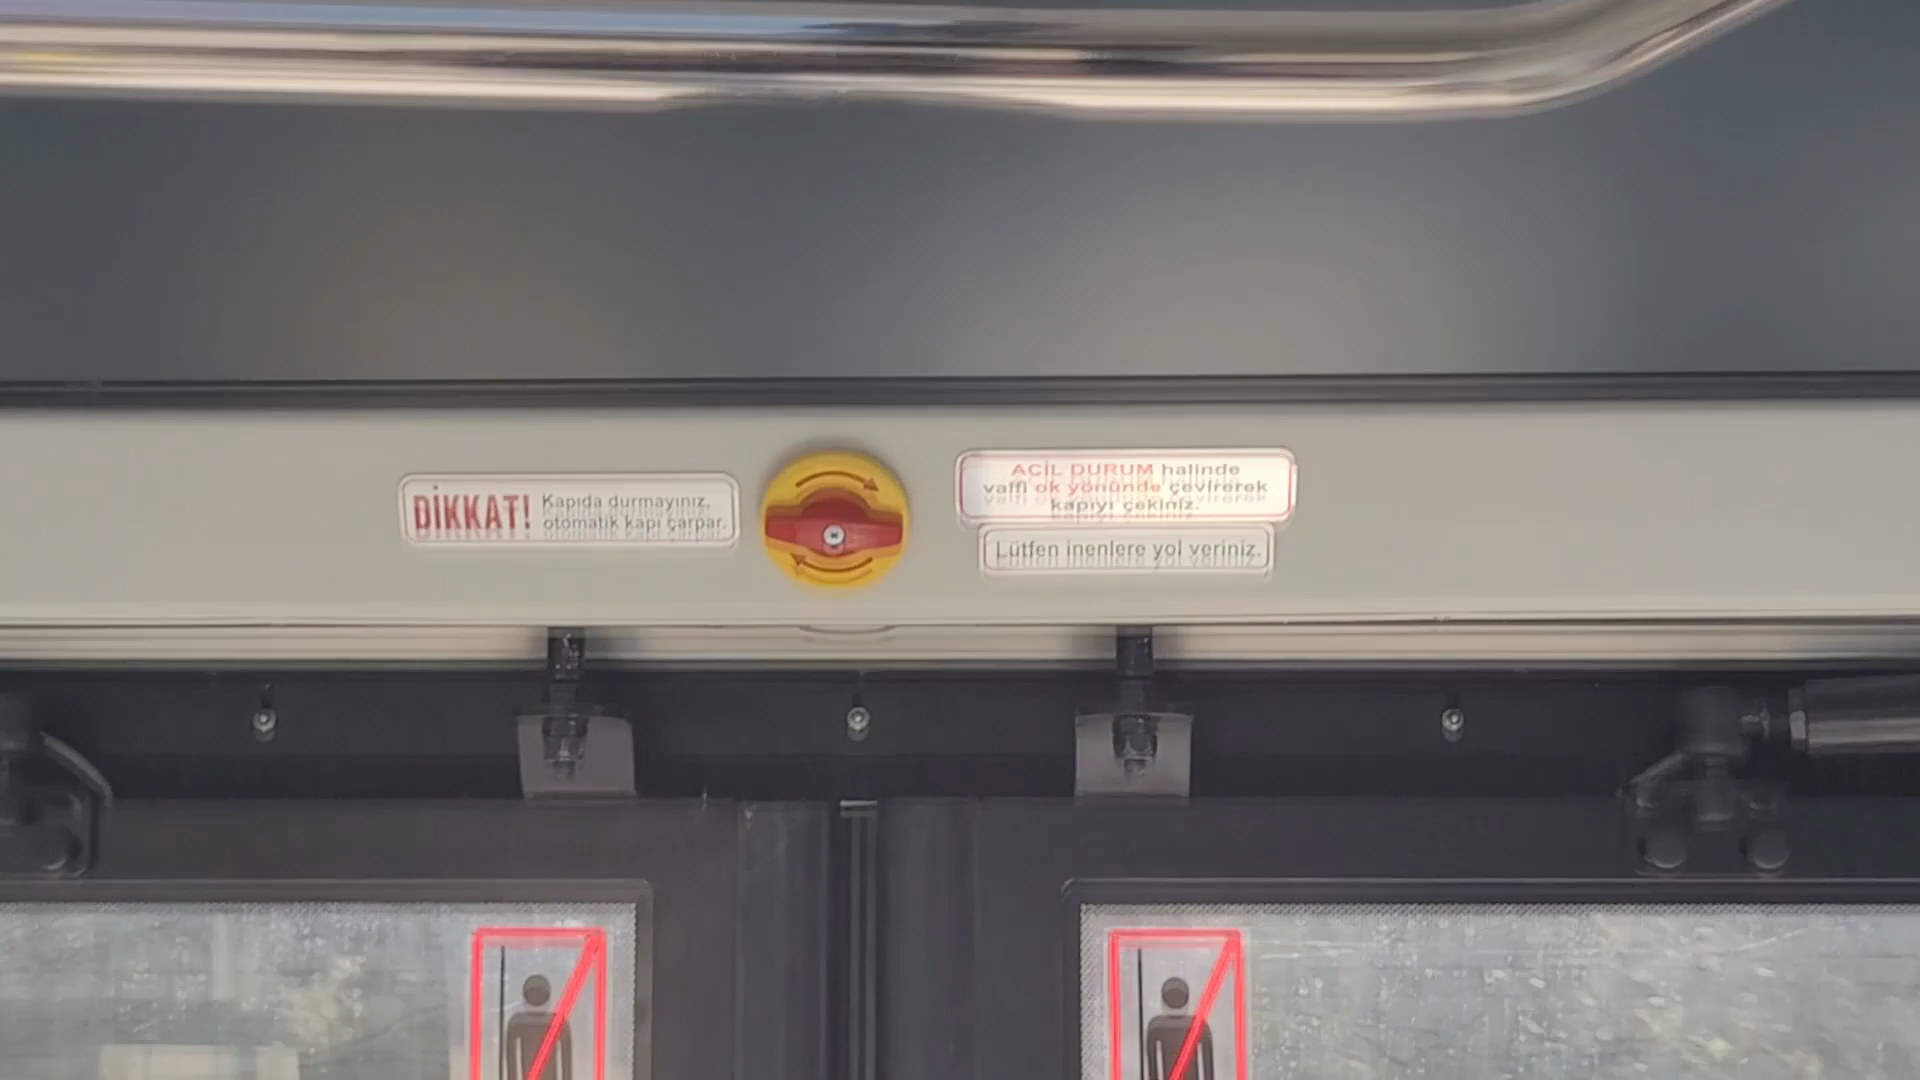 DİKKAT!
Kapıda durmayınız,
otomatik kapı çarpar.
ACİL DURUM halinde
valfi ok yönünde çevirerek
kapıyı çekiniz.
Lütfen inenlere yol veriniz.